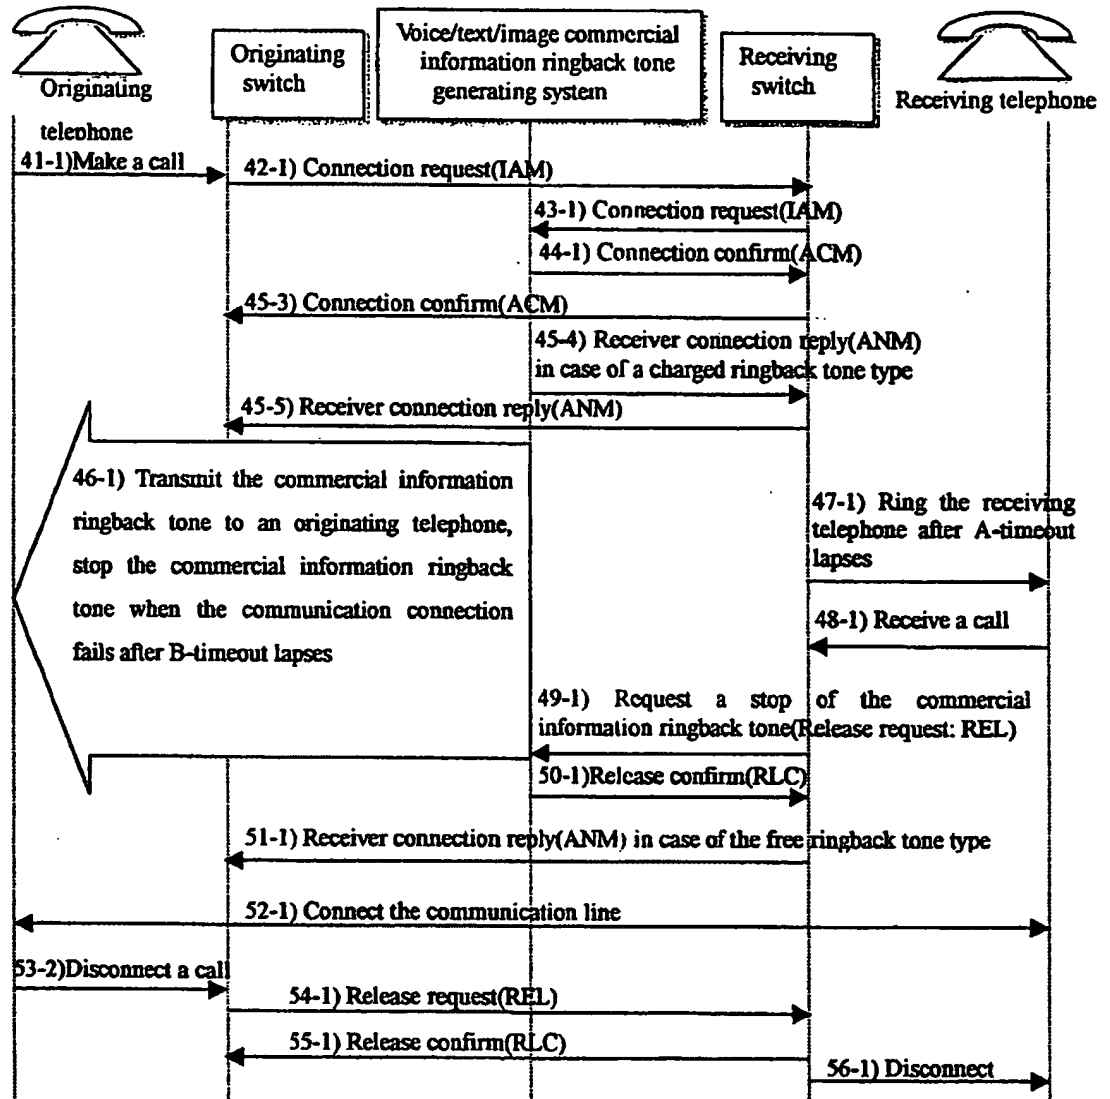 Originating
telephone
Originating
switch
Voice/text/image commercial
information ringback tone
generating system
Receiving
switch
Receiving telephone
41-1)Make a call
42-1) Connection request(IAM)
43-1) Connection request(IAM)
44-1) Connection confirm(ACM)
45-3) Connection confirm(ACM)
45-4) Receiver connection reply(ANM)
in case of a charged ringback tone type
45-5) Receiver connection reply(ANM)
46-1) Transmit the commercial information
ringback tone to an originating telephone,
stop the commercial information ringback
tone when the communication connection
fails after B-timeout lapses
47-1) Ring the receiving
telephone after A-timeout
lapses
48-1) Receive a call
49-1) Request a stop of the commercial
information ringback tone(Release request: REL)
50-1)Release confirm(RLC)
51-1) Receiver connection reply(ANM) in case of the free ringback tone type
52-1) Connect the communication line
53-2)Disconnect a call
54-1) Release request(REL)
55-1) Release confirm(RLC)
56-1) Disconnect